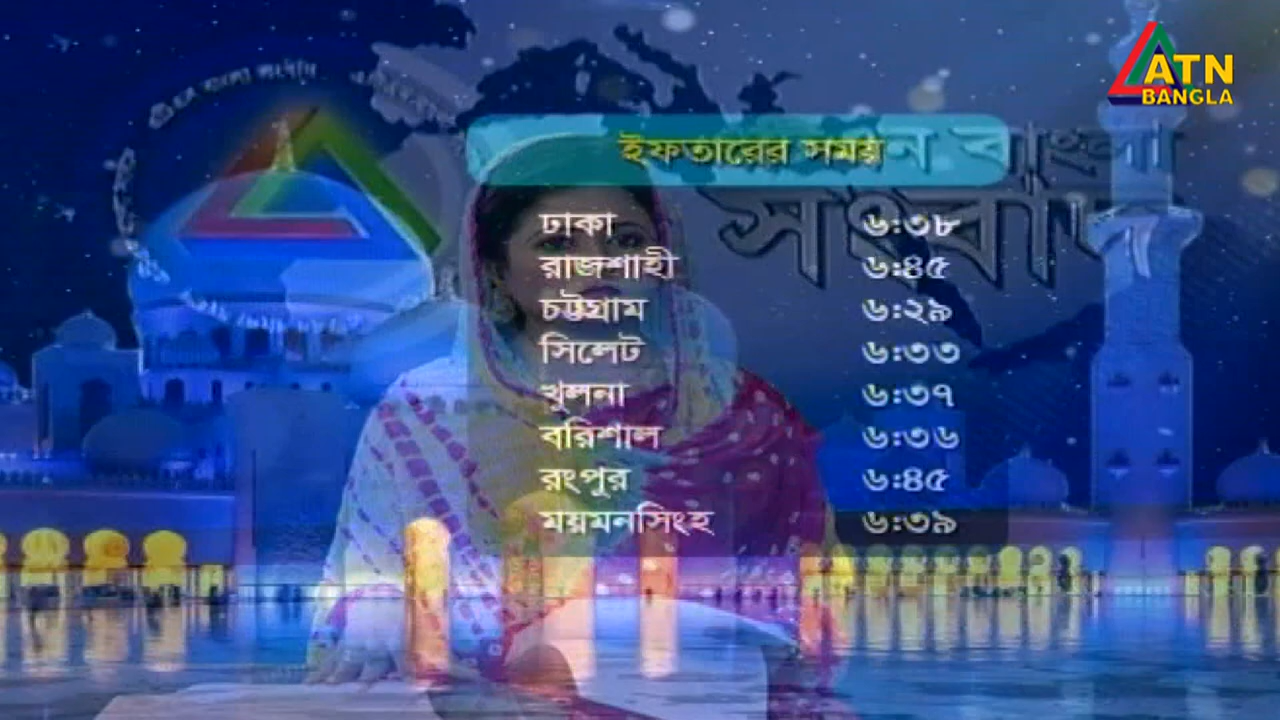 ATN
BANGLA
ইফতারের সময়
ন বাংলা
সংবাদ
ঢাকা ৬:৩৮
রাজশাহী ৬:৪৫
চট্টগ্রাম ৬:২৯
সিলেট ৬:৩৩
খুলনা ৬:৩৭
বরিশাল ৬:৩৬
রংপুর ৬:৪৫
ময়মনসিংহ ৬:৩৯